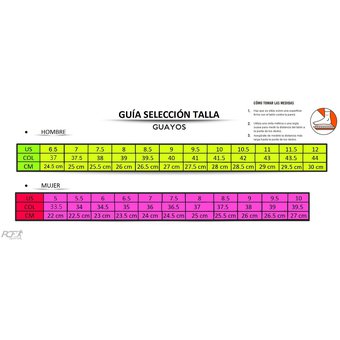 GUÍA SELECCIÓN TALLA
GUAYOS
CÓMO TOMAR LAS MEDIDAS
HOMBRE
US 6.5 7 7.5 8 8.5 9 9.5 10 10.5 11 11.5 12
COL 37 37.5 38 39 39.5 40 41 41.5 42 43 43.5 44
CM 24.5 cm 25 cm 25.5 cm 26 cm 26.5 cm 27 cm 27.5 cm 28 cm 28.5 cm 29 cm 29.5 cm 30 cm
MUJER
US 5 5.5 6 6.5 7 7.5 8 8.5 9 9.5 10
COL 33.5 34 34.5 35 36 36.5 37 37.5 38 39 39.5
CM 22 cm 22.5 cm 23 cm 23.5 cm 24 cm 24.5 cm 25 cm 25.5 cm 26 cm 26.5 cm 27 cm